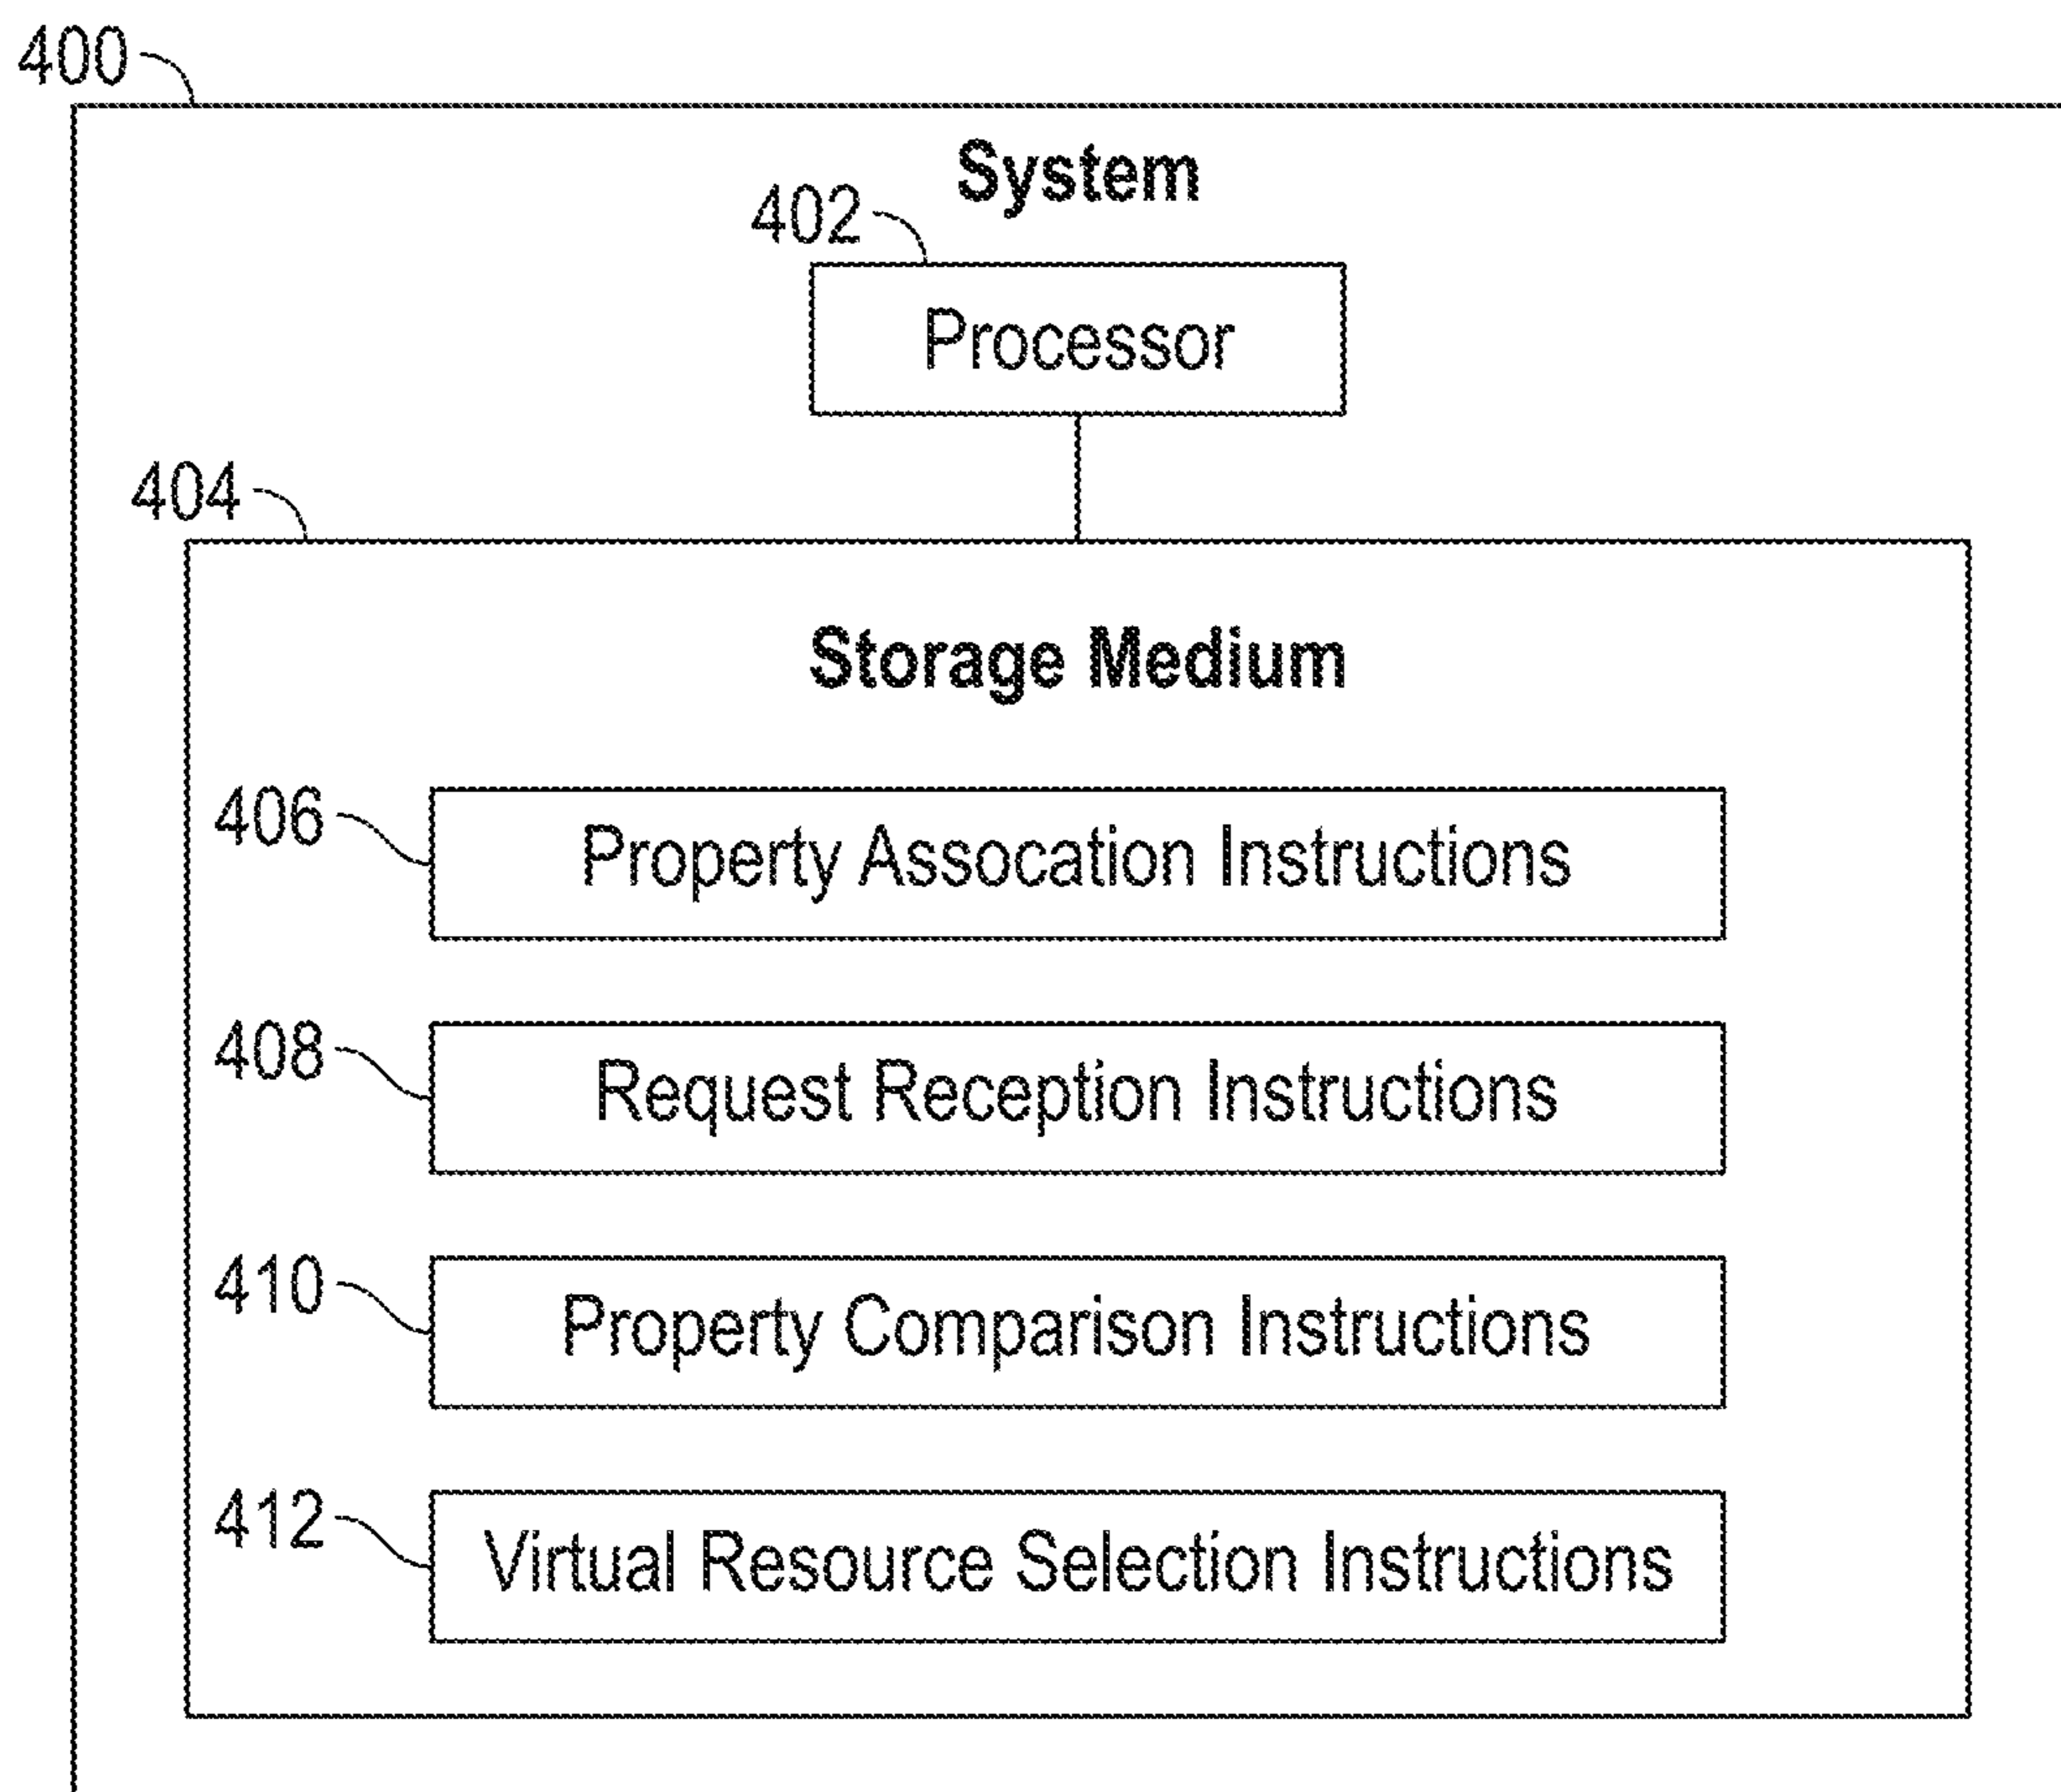 400
System
402
Processor
404
Storage Medium
406
Property Assocation Instructions
408
Request Reception Instructions
410
Property Comparison Instructions
412
Virtual Resource Selection Instructions